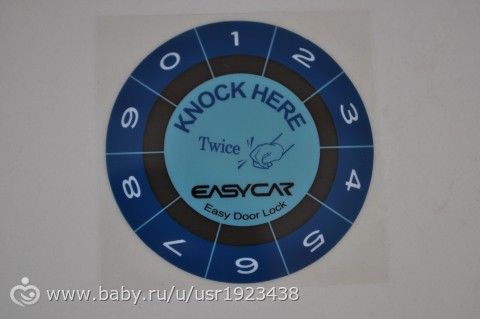 0
1
2
3
4
5
6
7
8
9
KNOCK HERE
Twice
EASYCAR
Easy Door Lock
www.baby.ru/u/usr1923438